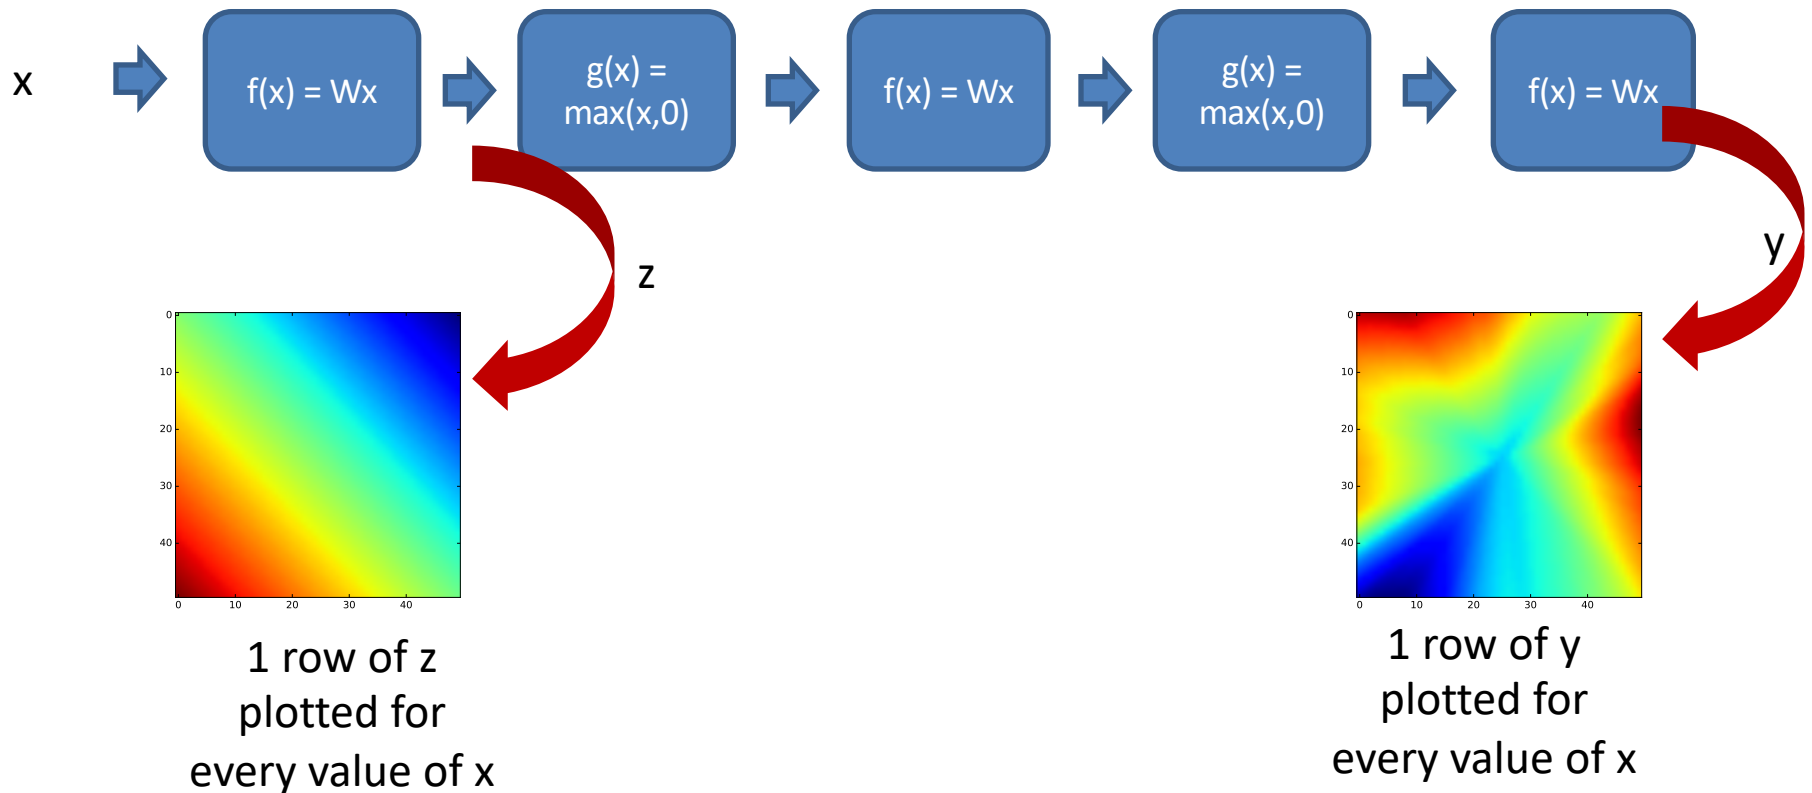 x
f(x) = Wx
g(x) =
max(x,0)
f(x) = Wx
g(x) =
max(x,0)
f(x) = Wx
z
y
0
10
20
30
40
0 10 20 30 40
1 row of z
plotted for
every value of x
0
10
20
30
40
0 10 20 30 40
1 row of y
plotted for
every value of x